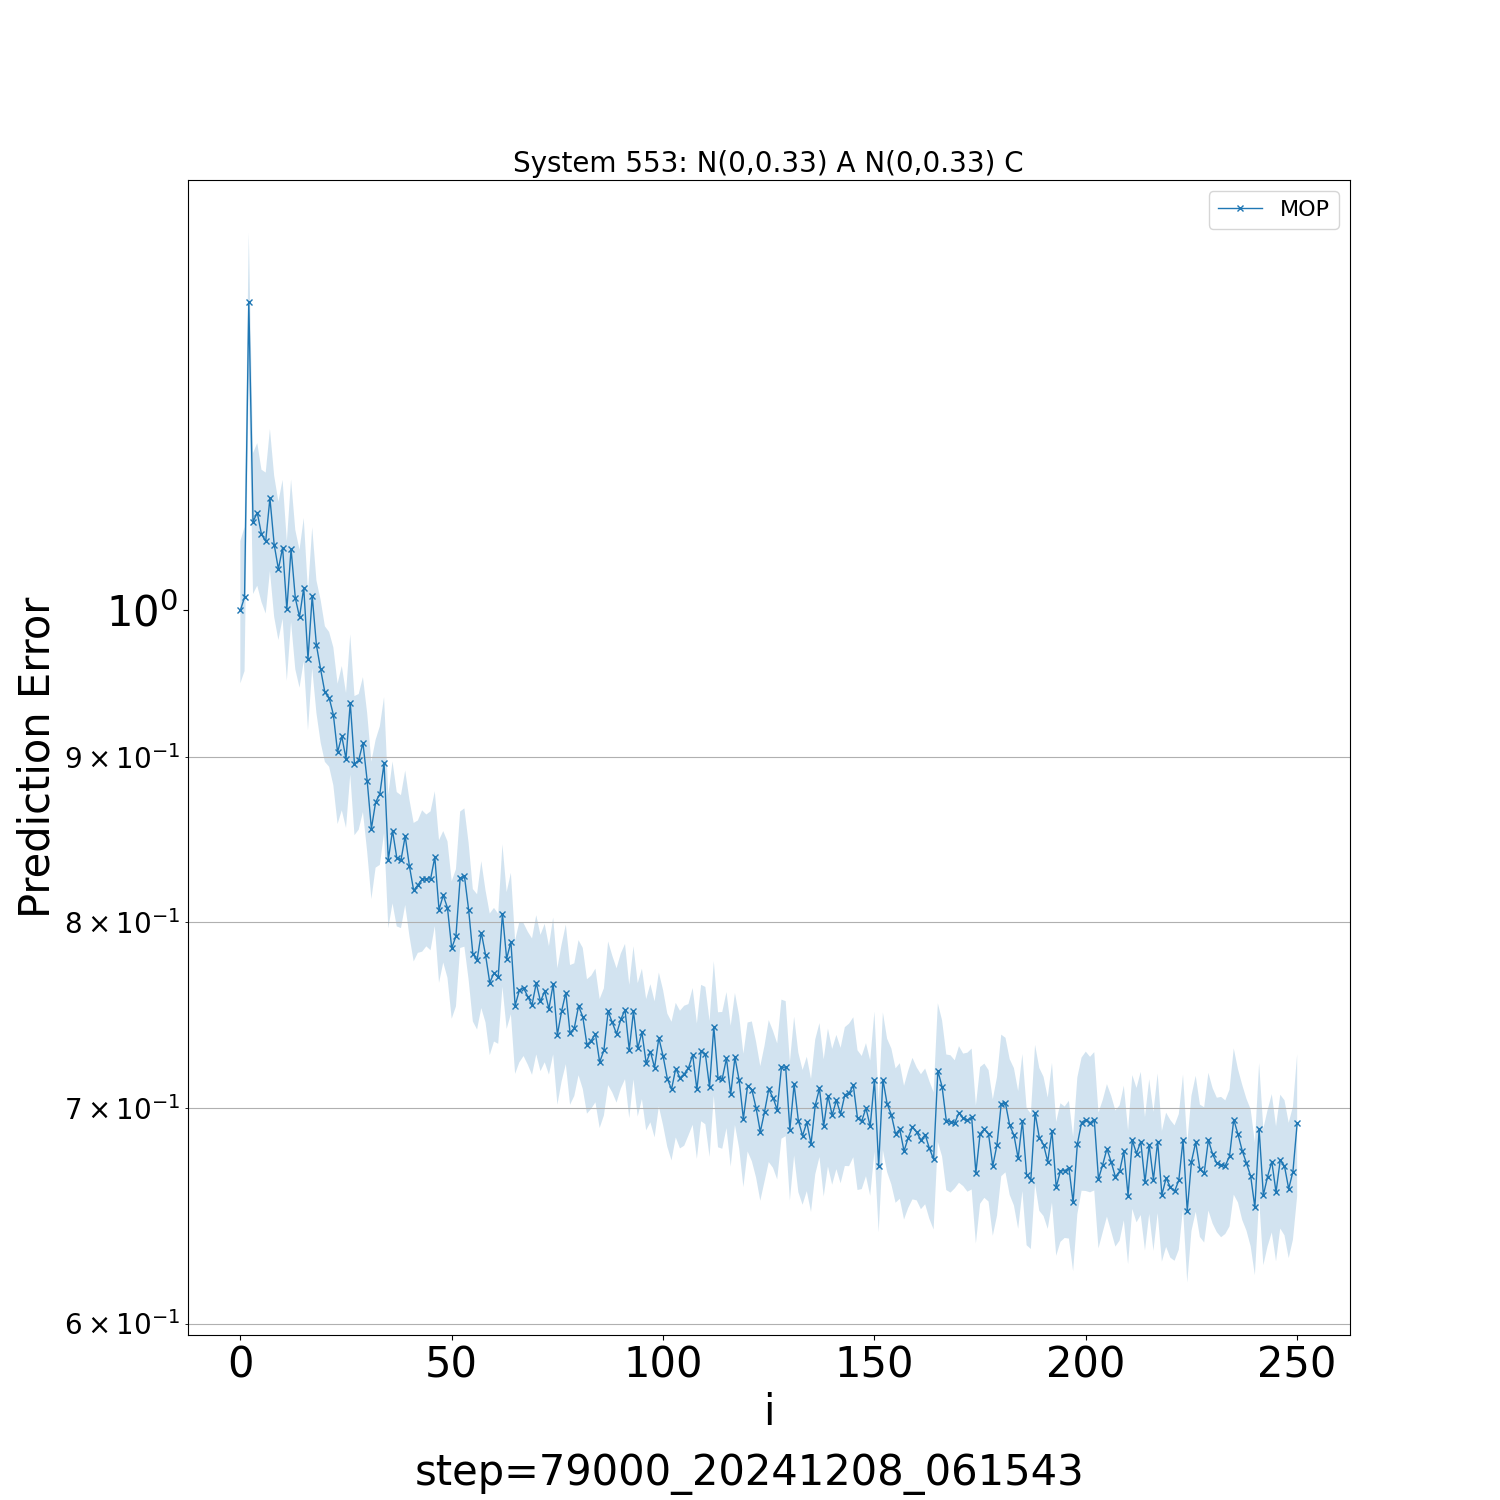 System 553: N(0,0.33) A N(0,0.33) C
MOP
Prediction Error
10⁰
9 × 10⁻¹
8 × 10⁻¹
7 × 10⁻¹
6 × 10⁻¹
0 50 100 150 200 250
i
step=79000_20241208_061543